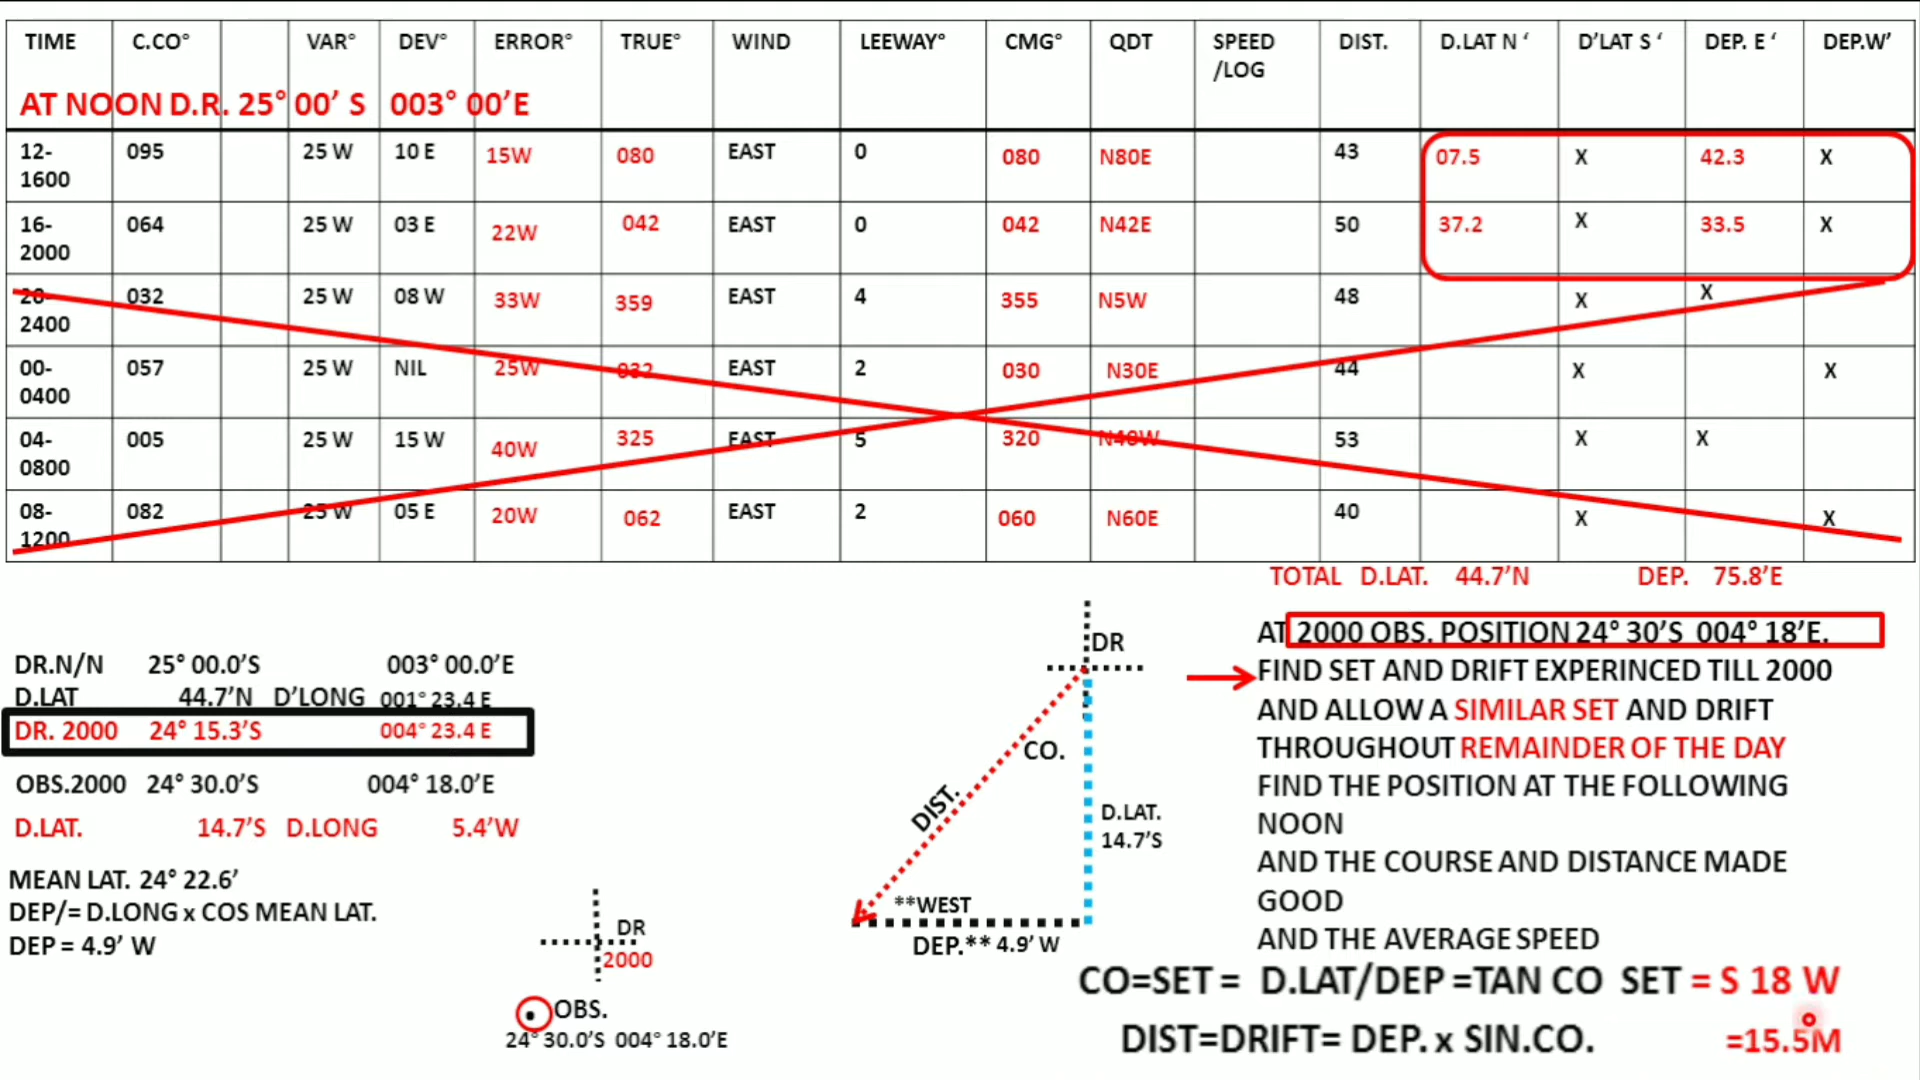 TIME C.CO° VAR° DEV° ERROR° TRUE° WIND LEEWAY° CMG° QDT SPEED /LOG DIST. D.LAT N ‘ D’LAT S ‘ DEP. E ‘ DEP.W’
AT NOON D.R. 25° 00’ S 003° 00’E
12-1600 095 25 W 10 E 15W 080 EAST 0 080 N80E 43 07.5 X 42.3 X
16-2000 064 25 W 03 E 22W 042 EAST 0 042 N42E 50 37.2 X 33.5 X
20-2400 032 25 W 08 W 33W 359 EAST 4 355 N5W 48 X X
00-0400 057 25 W NIL 25W 032 EAST 2 030 N30E 44 X X
04-0800 005 25 W 15 W 40W 325 EAST 5 320 N40W 53 X X
08-1200 082 25 W 05 E 20W 062 EAST 2 060 N60E 40 X X
TOTAL D.LAT. 44.7’N DEP. 75.8’E
DR.N/N 25° 00.0’S 003° 00.0’E
D.LAT 44.7’N D’LONG 001° 23.4 E
DR. 2000 24° 15.3’S 004° 23.4 E
OBS.2000 24° 30.0’S 004° 18.0’E
D.LAT. 14.7’S D.LONG 5.4’W
MEAN LAT. 24° 22.6’
DEP/= D.LONG x COS MEAN LAT.
DEP = 4.9’ W
DR
2000
OBS.
24° 30.0’S 004° 18.0’E
DR
CO.
DIST.
D.LAT.
14.7’S
**WEST
DEP.** 4.9’ W
AT 2000 OBS. POSITION 24° 30’S 004° 18’E.
FIND SET AND DRIFT EXPERINCED TILL 2000
AND ALLOW A SIMILAR SET AND DRIFT
THROUGHOUT REMAINDER OF THE DAY
FIND THE POSITION AT THE FOLLOWING
NOON
AND THE COURSE AND DISTANCE MADE
GOOD
AND THE AVERAGE SPEED
CO=SET = D.LAT/DEP =TAN CO SET = S 18 W
DIST=DRIFT= DEP. x SIN.CO. =15.5M